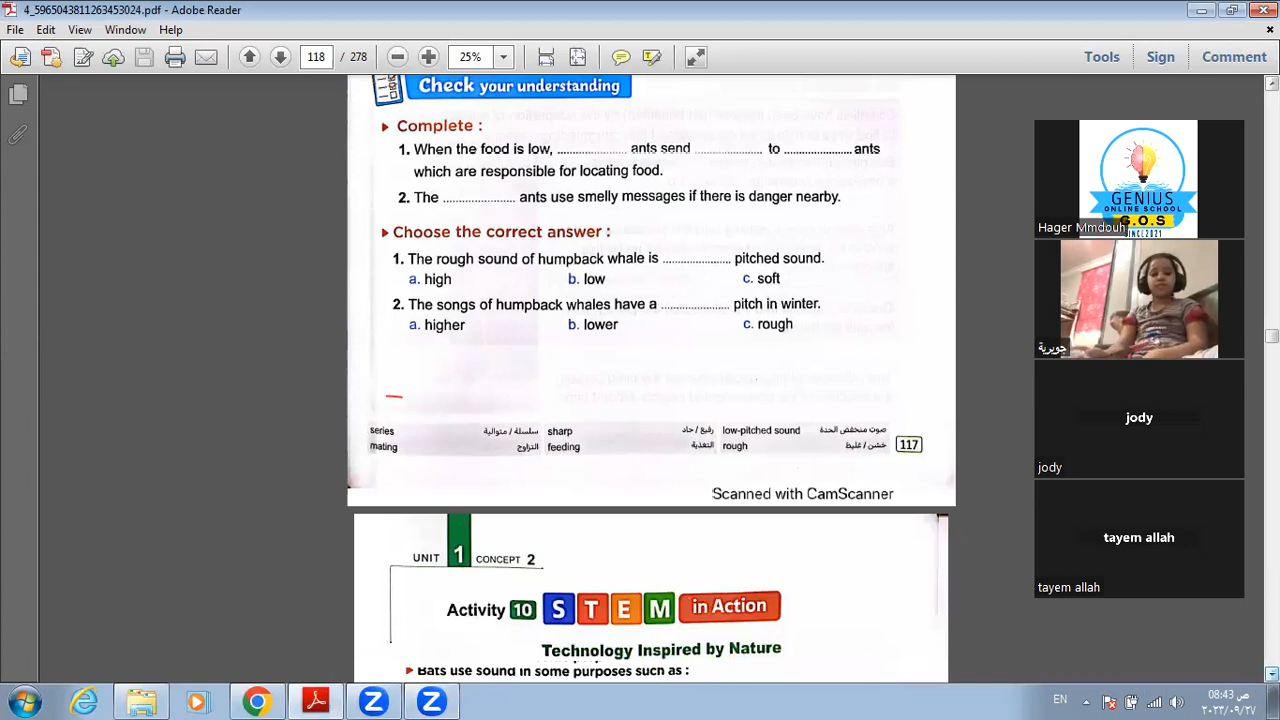 4_5965043811263453024.pdf - Adobe Reader
File Edit View Window Help
118 / 278 25% Tools Sign Comment
Check your understanding
Complete :
1. When the food is low, .................... ants send .................... to .................... ants
which are responsible for locating food.
2. The .................... ants use smelly messages if there is danger nearby.
Choose the correct answer :
1. The rough sound of humpback whale is .................... pitched sound.
a. high b. low c. soft
2. The songs of humpback whales have a .................... pitch in winter.
a. higher b. lower c. rough
series سلسلة / متوالية sharp رفيع / حاد low-pitched sound صوت منخفض الحدة
mating التزاوج feeding التغذية rough خشن / غليظ
117
Scanned with CamScanner
UNIT 1 CONCEPT 2
Activity 10 STEM in Action
Technology Inspired by Nature
Bats use sound in some purposes such as :
GENIUS
ONLINE SCHOOL
G.O.S
SINCE 2021
Hager Mmdouh
جويرية
jody
jody
tayem allah
tayem allah
EN
08:43 ص
٢٠٢٣/٠٩/٢٧